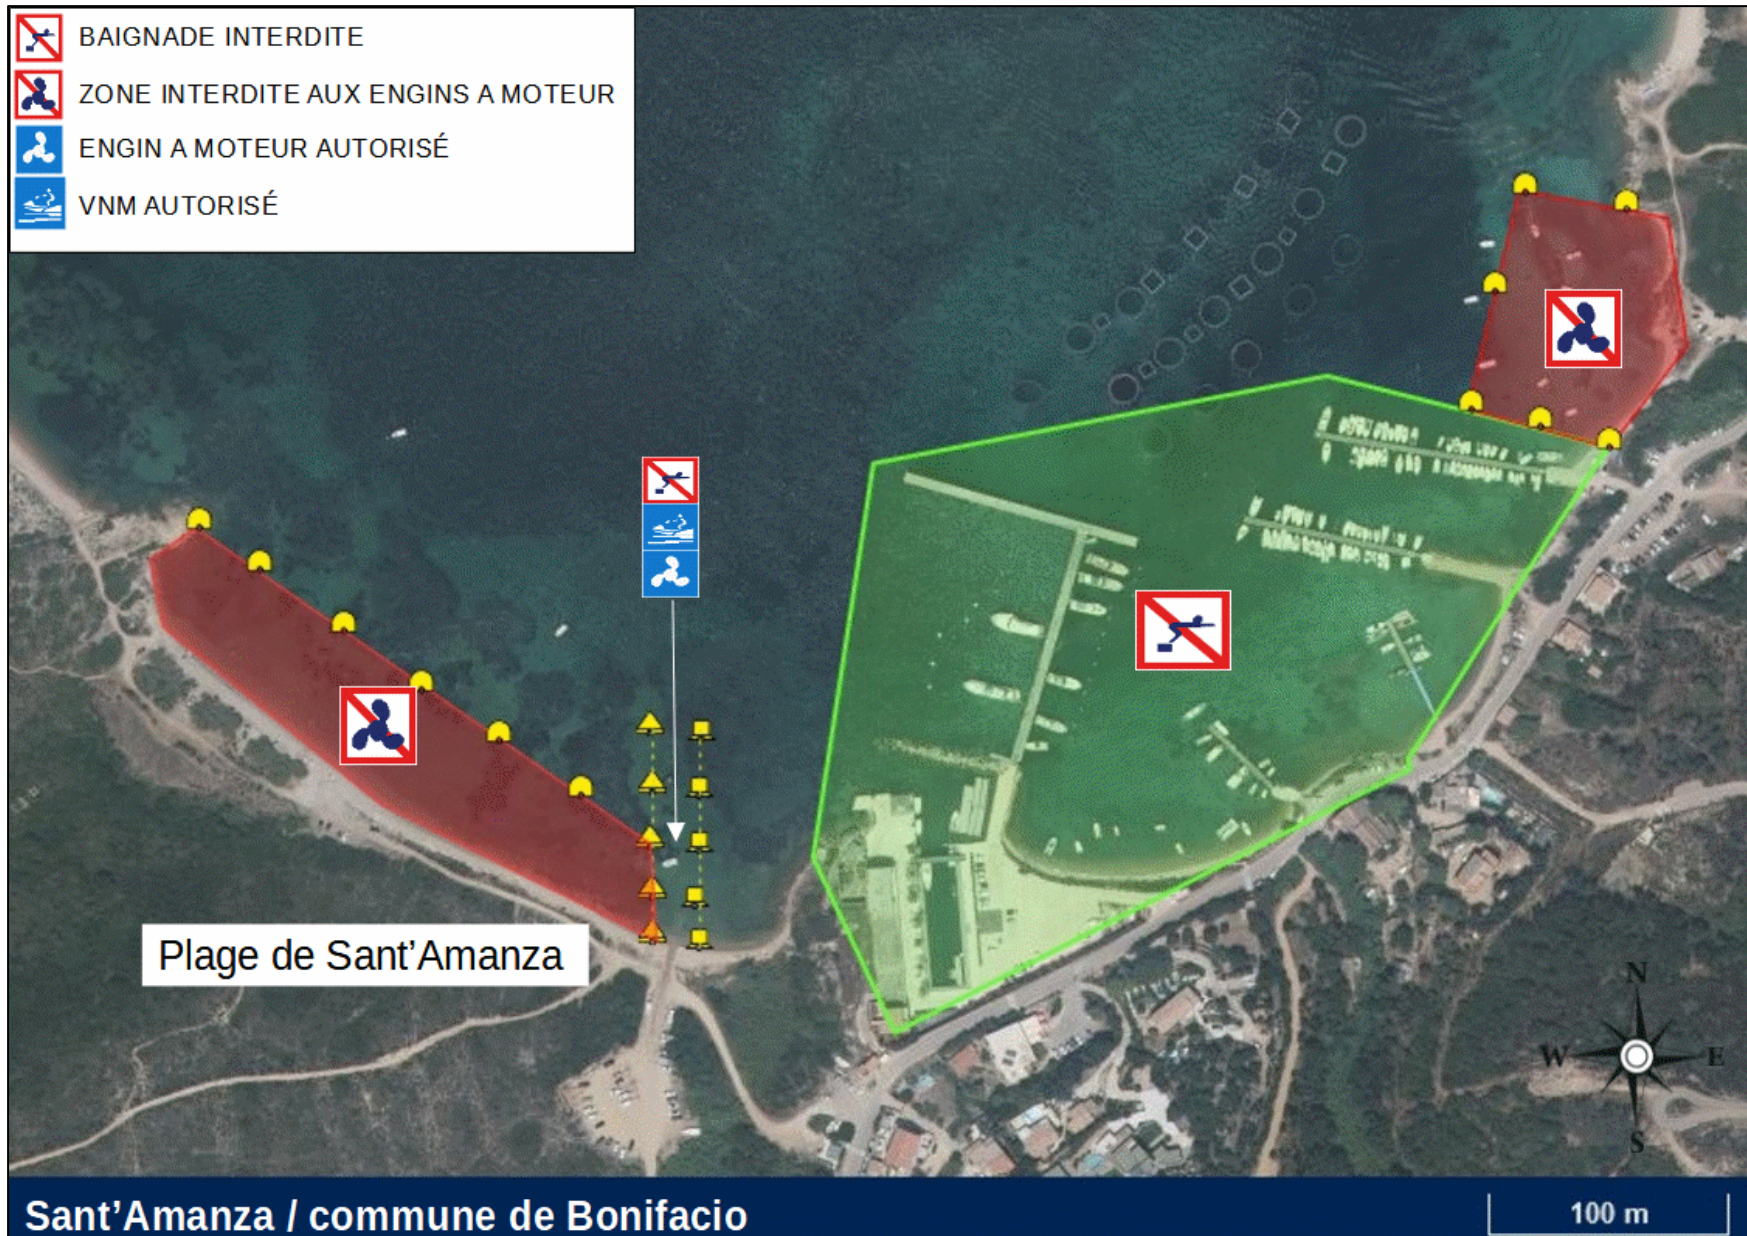 BAIGNADE INTERDITE
ZONE INTERDITE AUX ENGINS A MOTEUR
ENGIN A MOTEUR AUTORISÉ
VNM AUTORISÉ
Plage de Sant'Amanza
N
W
E
S
Sant'Amanza / commune de Bonifacio
100 m